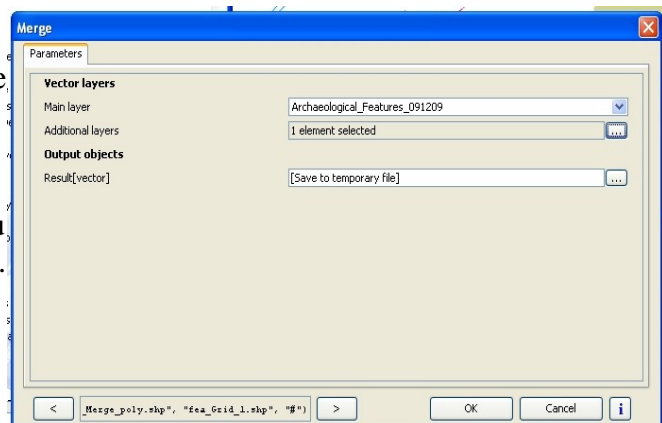 Merge
Parameters
Vector layers
Main layer
Archaeological_Features_091209
Additional layers
1 element selected
...
Output objects
Result[vector]
[Save to temporary file]
...
<
_Merge_poly.shp", "fea_Grid_1.shp", "#")
>
OK
Cancel
i